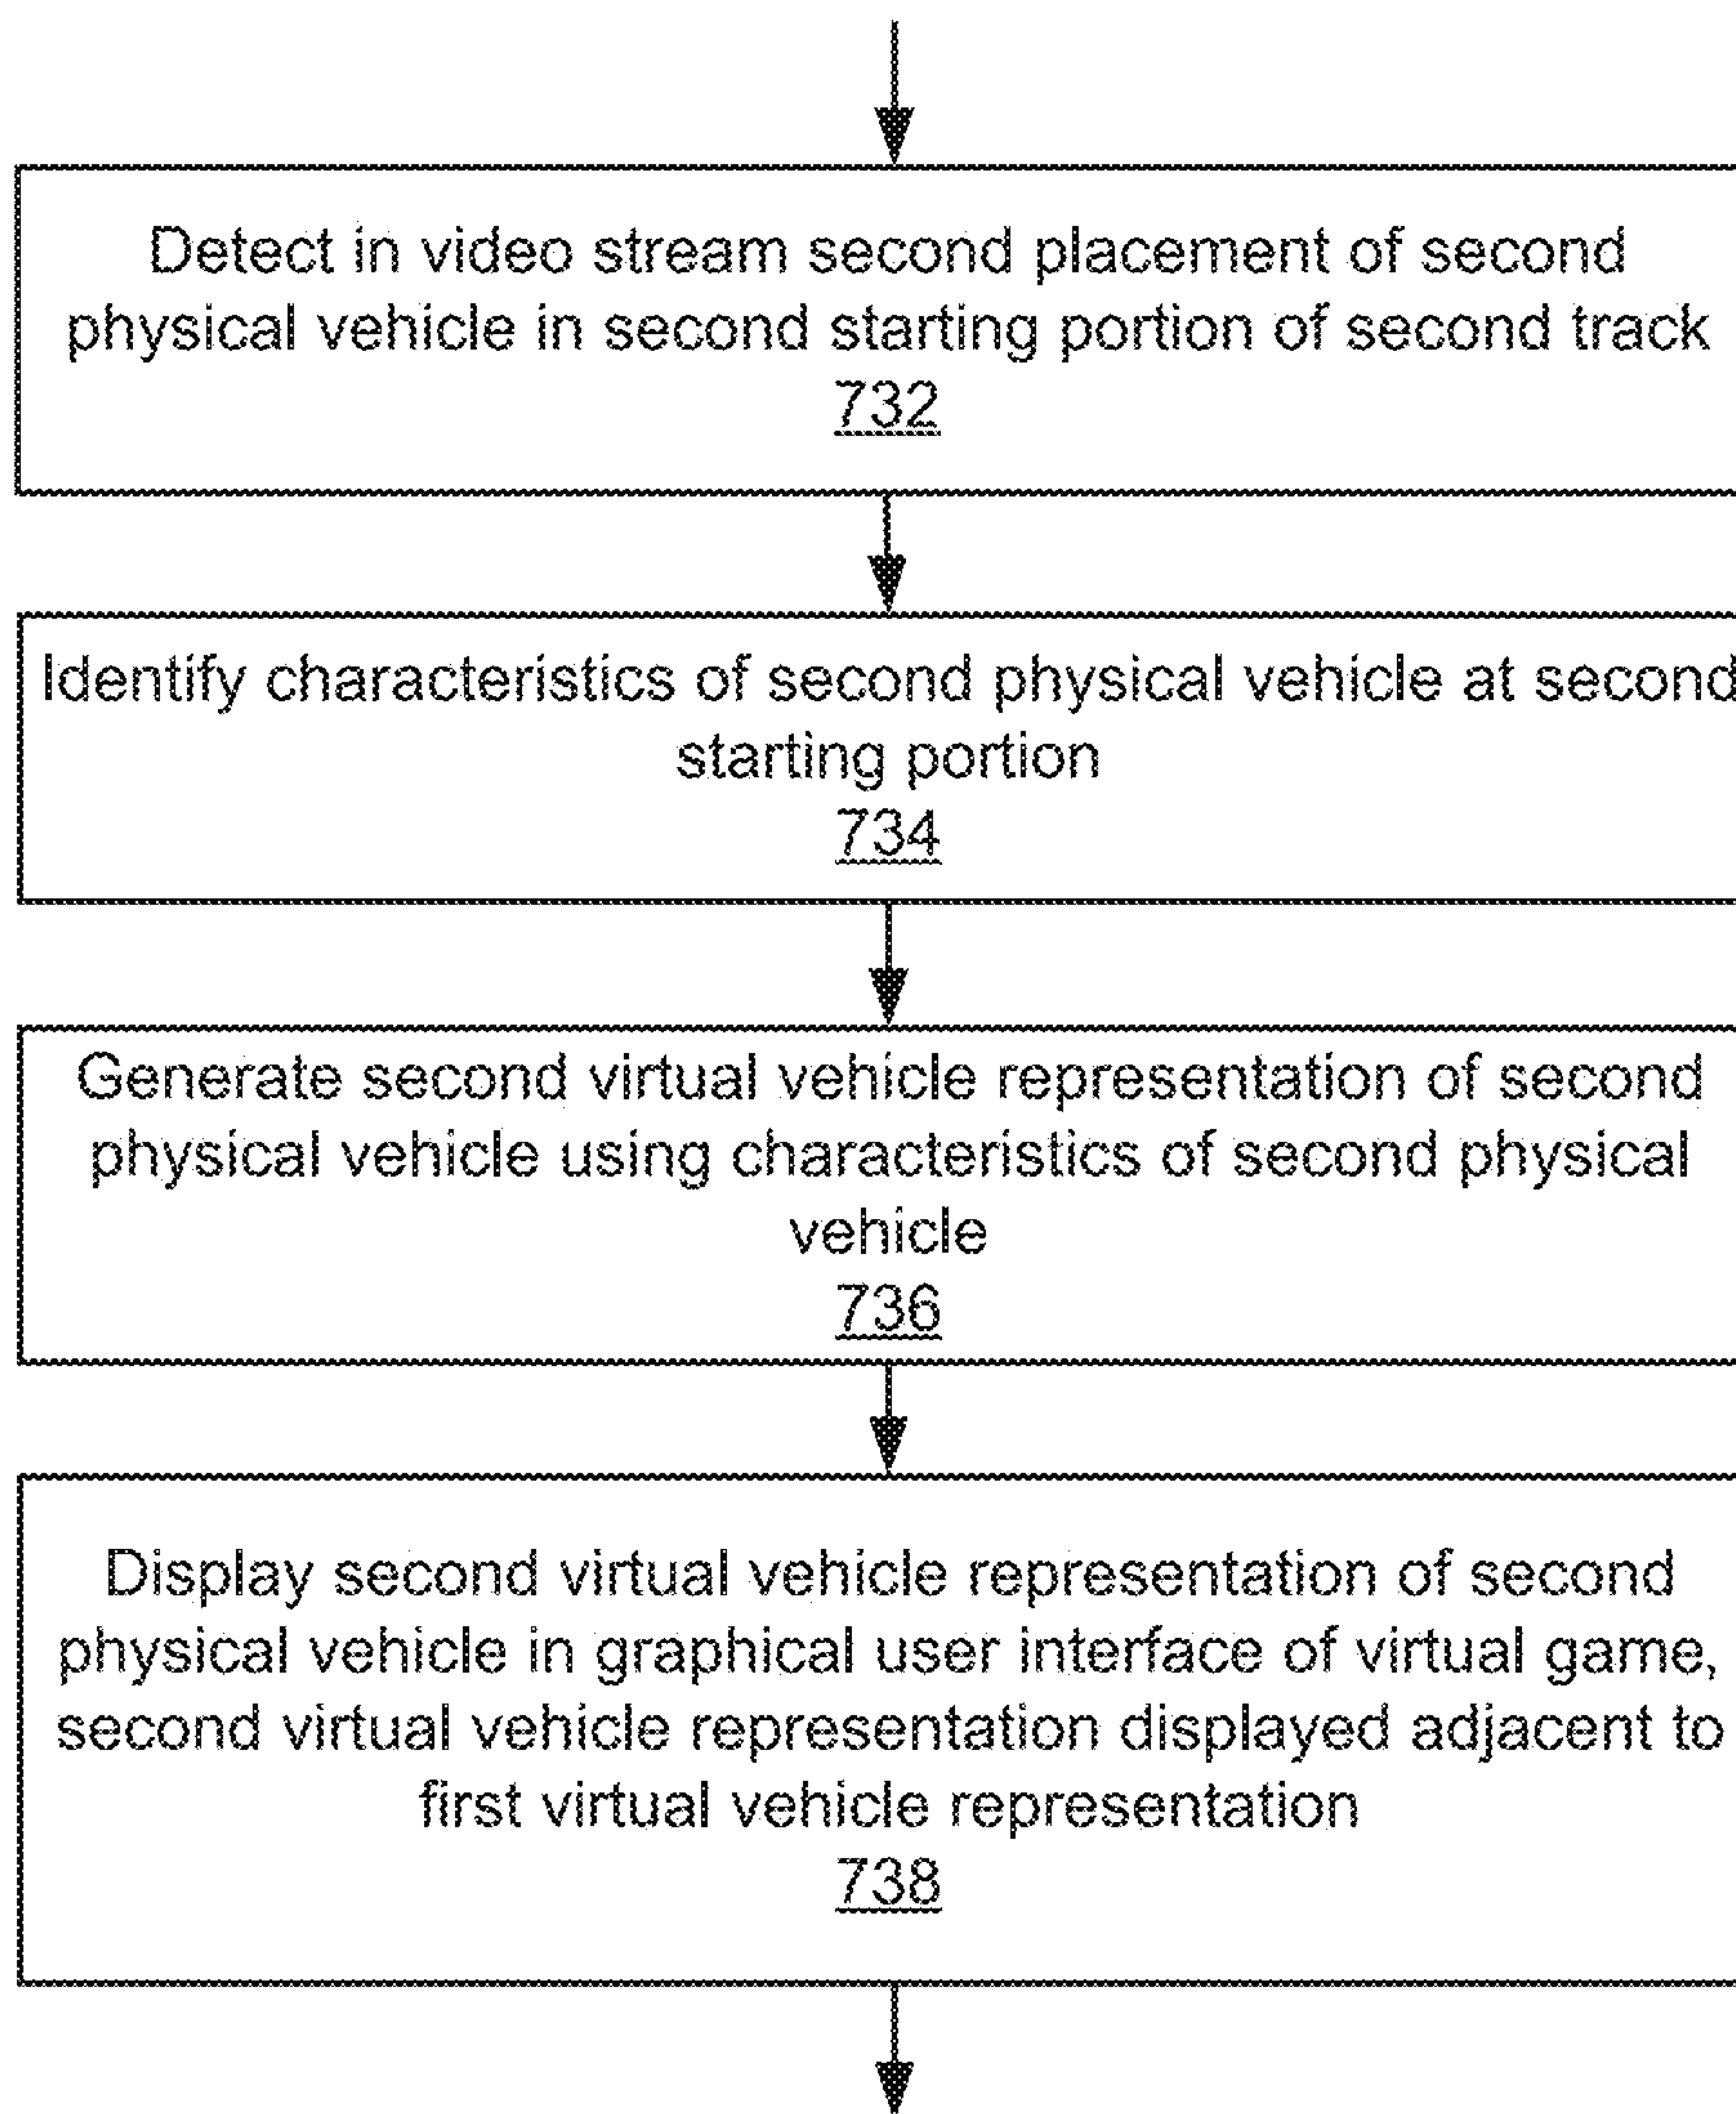 Detect in video stream second placement of second
physical vehicle in second starting portion of second track
732
Identify characteristics of second physical vehicle at second
starting portion
734
Generate second virtual vehicle representation of second
physical vehicle using characteristics of second physical
vehicle
736
Display second virtual vehicle representation of second
physical vehicle in graphical user interface of virtual game,
second virtual vehicle representation displayed adjacent to
first virtual vehicle representation
738